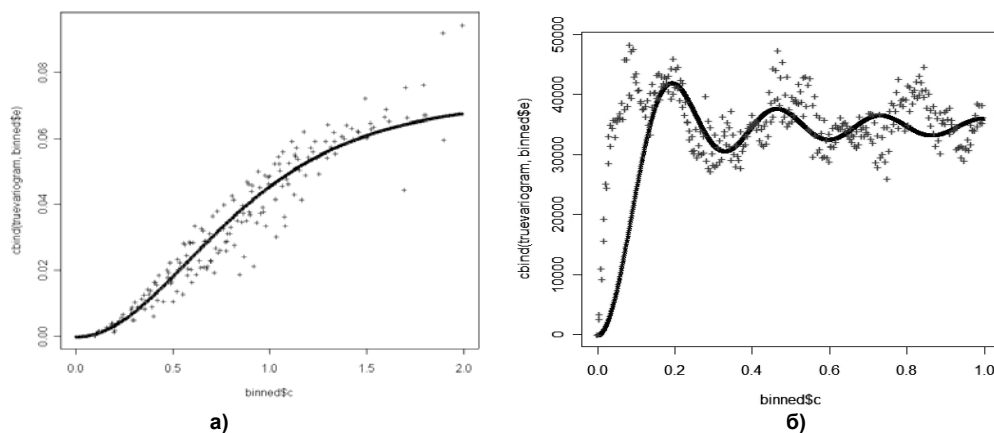 cbind(truevariogram, binned$e)
0.08
0.06
0.04
0.02
0.00
0.0 0.5 1.0 1.5 2.0
binned$c
а)
cbind(truevariogram, binned$e)
50000
40000
30000
20000
10000
0
0.0 0.2 0.4 0.6 0.8 1.0
binned$c
б)